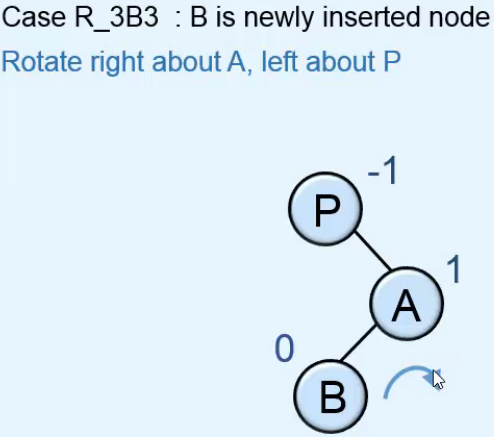 Case R_3B3 : B is newly inserted node
Rotate right about A, left about P
-1
P
1
A
0
B